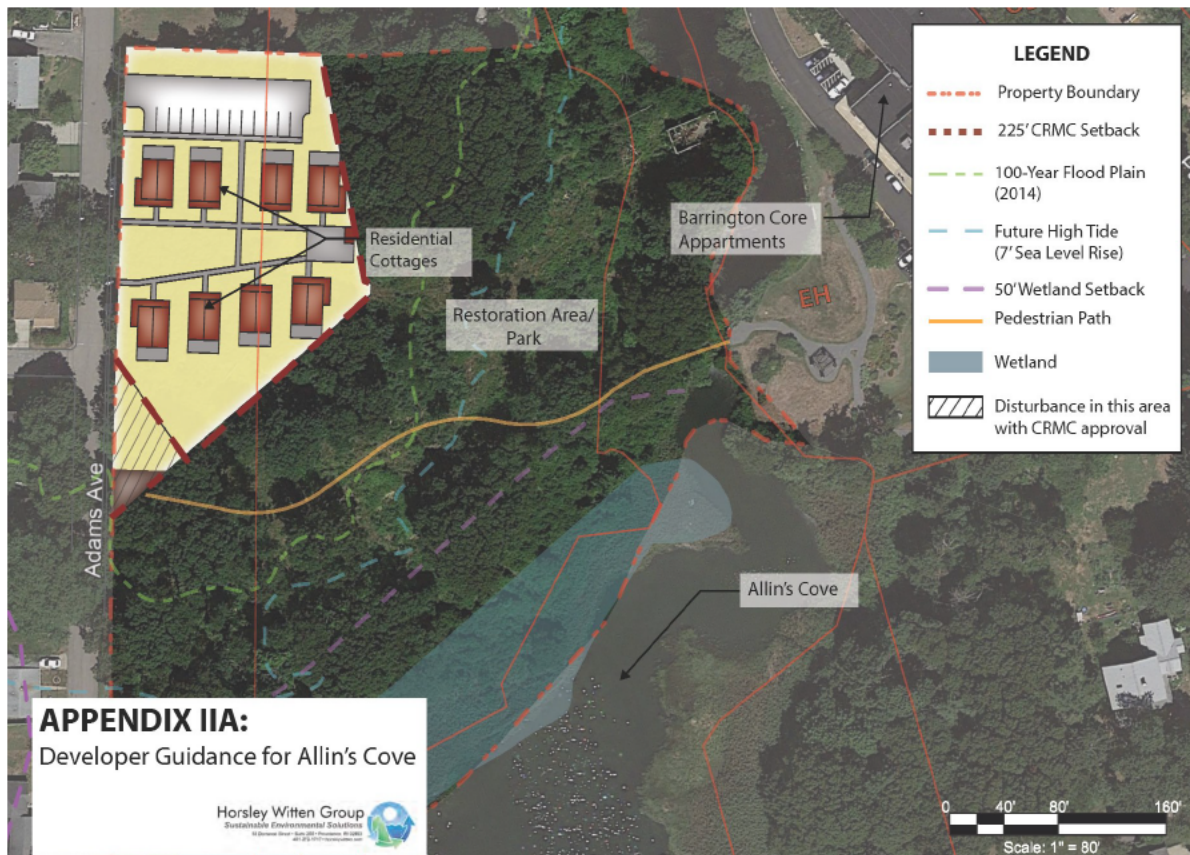 LEGEND
Property Boundary
225' CRMC Setback
100-Year Flood Plain
(2014)
Future High Tide
(7' Sea Level Rise)
50' Wetland Setback
Pedestrian Path
Wetland
Disturbance in this area
with CRMC approval
Barrington Core
Appartments
Residential
Cottages
Restoration Area/
Park
EH
Adams Ave
Allin's Cove
APPENDIX IIA:
Developer Guidance for Allin's Cove
Horsley Witten Group
Sustainable Environmental Solutions
0 40' 80' 160'
Scale: 1" = 80'